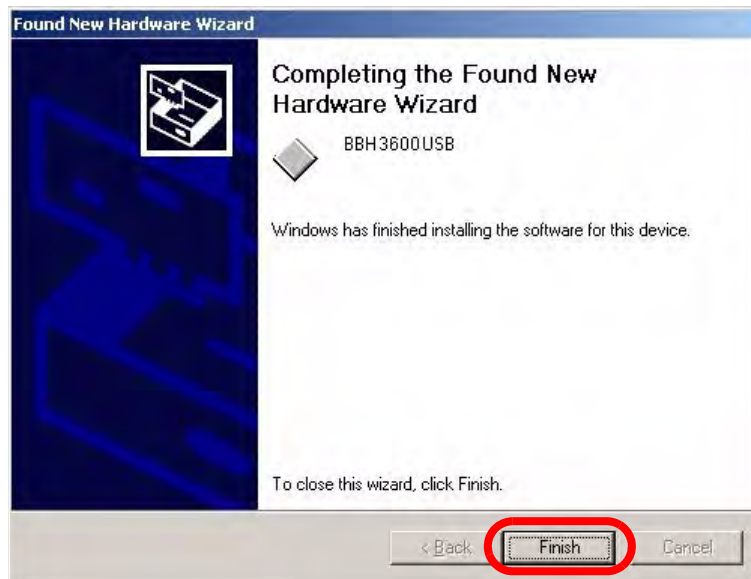 Found New Hardware Wizard
Completing the Found New
Hardware Wizard
BBH3600USB
Windows has finished installing the software for this device.
To close this wizard, click Finish.
< Back
Finish
Cancel